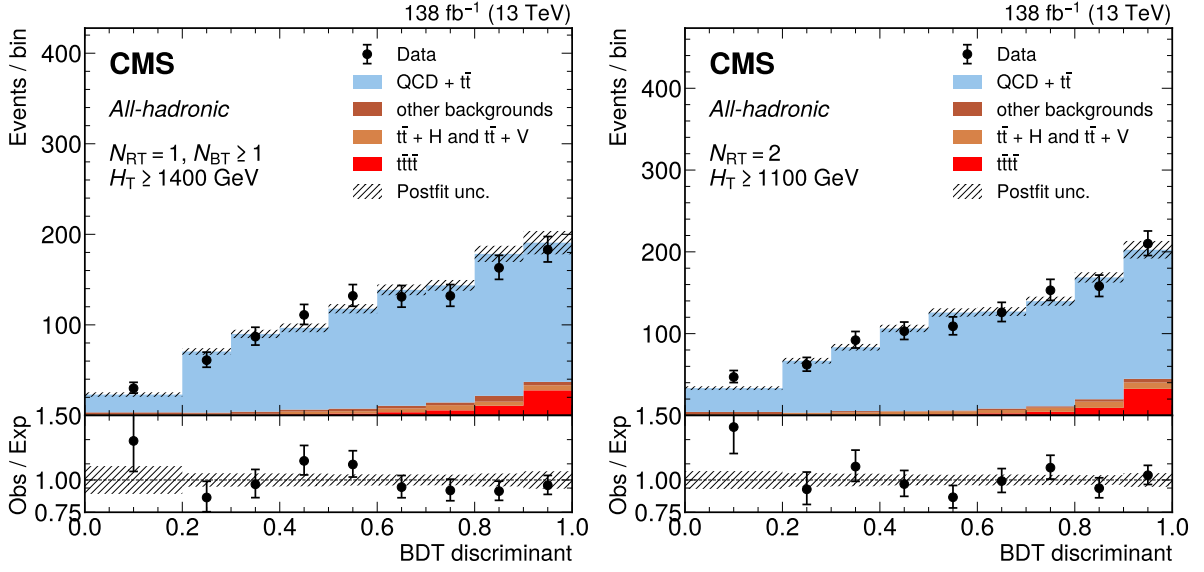 138 fb⁻¹ (13 TeV)
Events / bin
400
300
200
100
CMS
All-hadronic
N_RT = 1, N_BT ≥ 1
H_T ≥ 1400 GeV
Data
QCD + tt̄
other backgrounds
tt̄ + H and tt̄ + V
tt̄tt̄
Postfit unc.
Obs / Exp
1.50
1.00
0.75
0.0 0.2 0.4 0.6 0.8 1.0
BDT discriminant
138 fb⁻¹ (13 TeV)
Events / bin
400
300
200
100
CMS
All-hadronic
N_RT = 2
H_T ≥ 1100 GeV
Data
QCD + tt̄
other backgrounds
tt̄ + H and tt̄ + V
tt̄tt̄
Postfit unc.
Obs / Exp
1.50
1.00
0.75
0.0 0.2 0.4 0.6 0.8 1.0
BDT discriminant